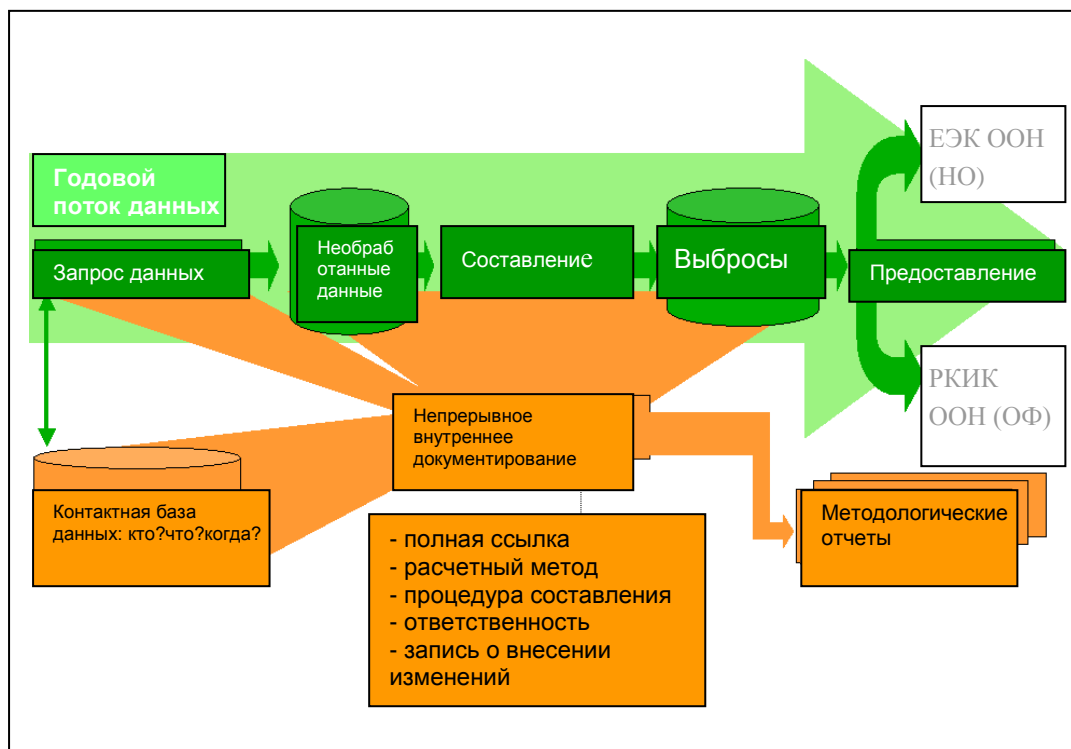 ЕЭК ООН
(НО)
Годовой
поток данных
Запрос данных
Необраб
отанные
данные
Составление
Выбросы
Предоставление
РКИК
ООН (ОФ)
Непрерывное
внутреннее
документирование
Контактная база
данных: кто?что?когда?
Методологические
отчеты
- полная ссылка
- расчетный метод
- процедура составления
- ответственность
- запись о внесении
изменений